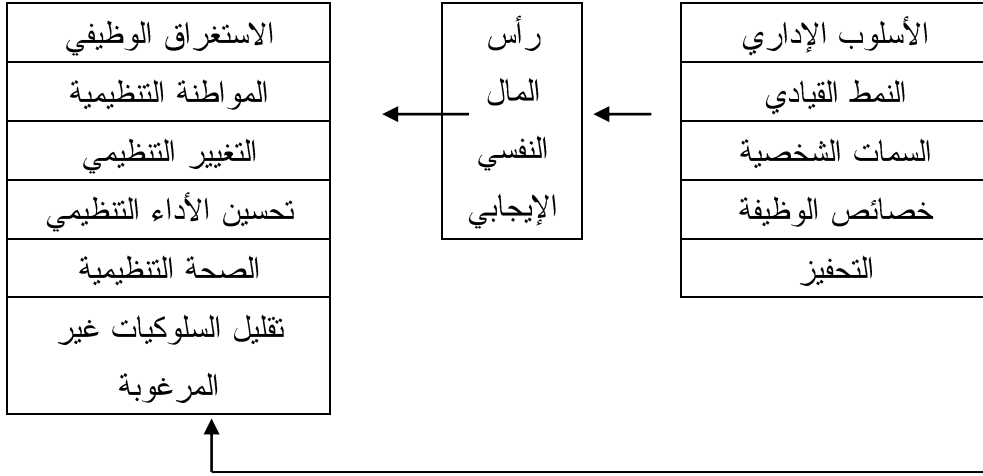 الأسلوب الإداري
النمط القيادي
السمات الشخصية
خصائص الوظيفة
التحفيز
رأس
المال
النفسي
الإيجابي
الاستغراق الوظيفي
المواطنة التنظيمية
التغيير التنظيمي
تحسين الأداء التنظيمي
الصحة التنظيمية
تقليل السلوكيات غير
المرغوبة